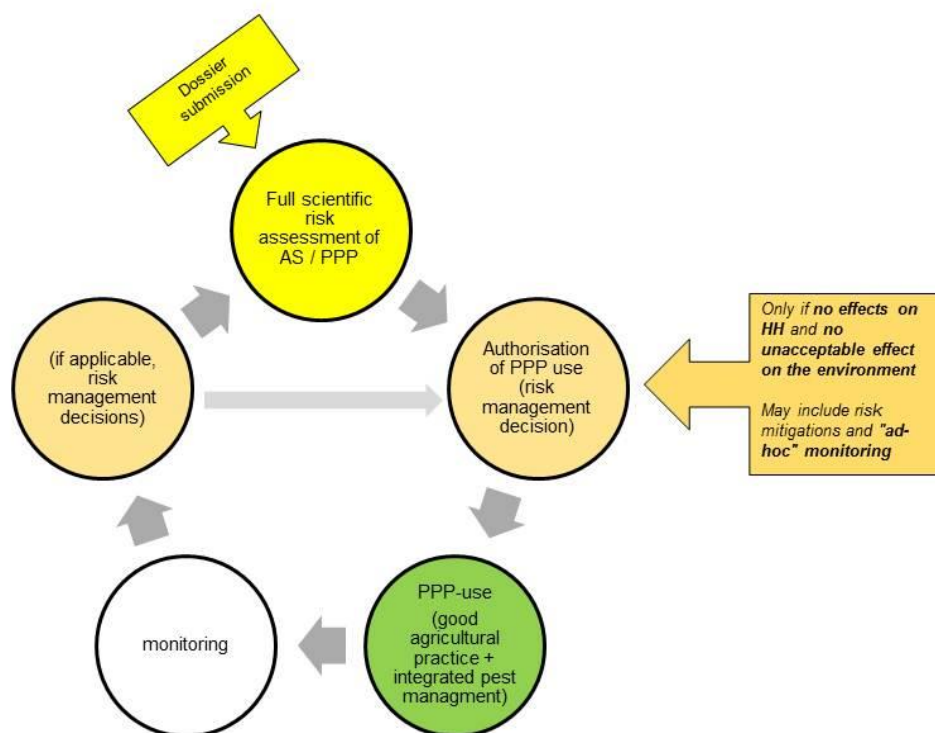 Dossier
submission
Full scientific
risk
assessment of
AS / PPP
(if applicable,
risk
management
decisions)
Authorisation
of PPP use
(risk
management
decision)
Only if no effects on
HH and no
unacceptable effect
on the environment
May include risk
mitigations and "ad-
hoc" monitoring
monitoring
PPP-use
(good
agricultural
practice +
integrated pest
managment)